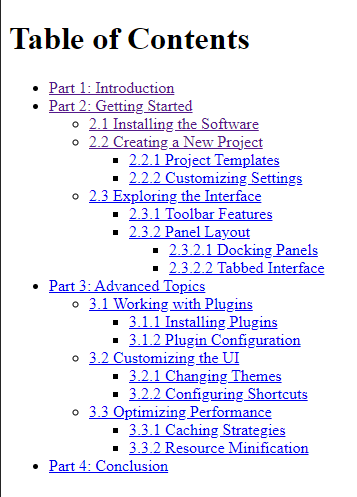 Table of Contents
Part 1: Introduction
Part 2: Getting Started
2.1 Installing the Software
2.2 Creating a New Project
2.2.1 Project Templates
2.2.2 Customizing Settings
2.3 Exploring the Interface
2.3.1 Toolbar Features
2.3.2 Panel Layout
2.3.2.1 Docking Panels
2.3.2.2 Tabbed Interface
Part 3: Advanced Topics
3.1 Working with Plugins
3.1.1 Installing Plugins
3.1.2 Plugin Configuration
3.2 Customizing the UI
3.2.1 Changing Themes
3.2.2 Configuring Shortcuts
3.3 Optimizing Performance
3.3.1 Caching Strategies
3.3.2 Resource Minification
Part 4: Conclusion